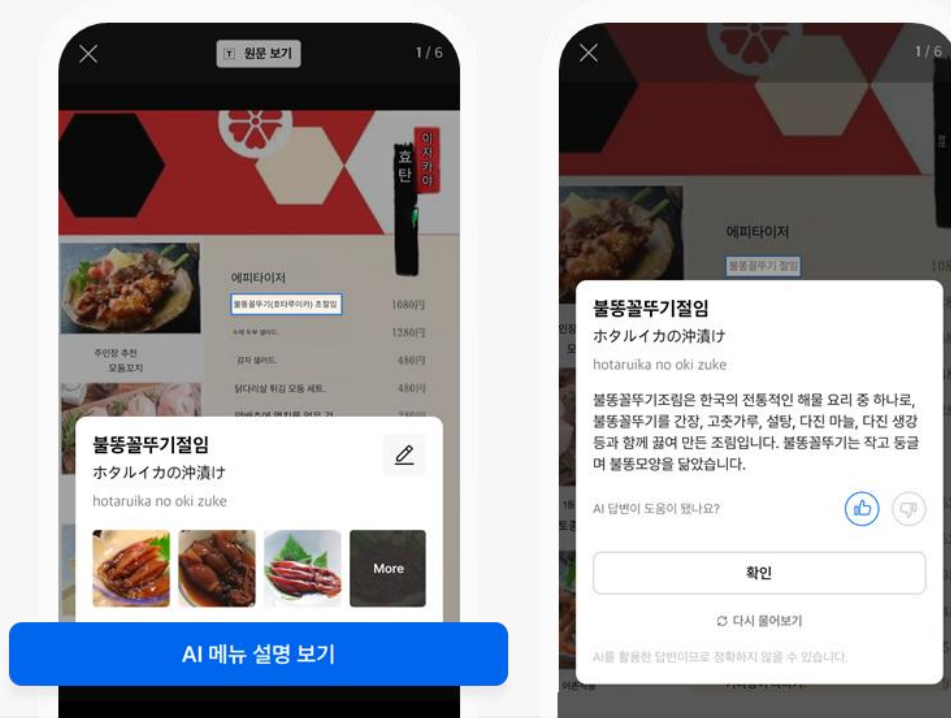 원문 보기
1 / 6
이자카야
효탄
에피타이저
불똥꼴뚜기(호타루이카) 초절임
1080円
1280円
감자 샐러드.
480円
주인장 추천
모둠꼬치
닭다리살 튀김 모둠 세트.
480円
불똥꼴뚜기절임
ホタルイカの沖漬け
hotaruika no oki zuke
More
AI 메뉴 설명 보기
1 / 6
에피타이저
불똥꼴뚜기 절임
불똥꼴뚜기절임
ホタルイカの沖漬け
hotaruika no oki zuke
불똥꼴뚜기조림은 한국의 전통적인 해물 요리 중 하나로,
불똥꼴뚜기를 간장, 고춧가루, 설탕, 다진 마늘, 다진 생강
등과 함께 끓여 만든 조림입니다. 불똥꼴뚜기는 작고 둥글
며 불똥모양을 닮았습니다.
AI 답변이 도움이 됐나요?
확인
다시 물어보기
AI를 활용한 답변이므로 정확하지 않을 수 있습니다.